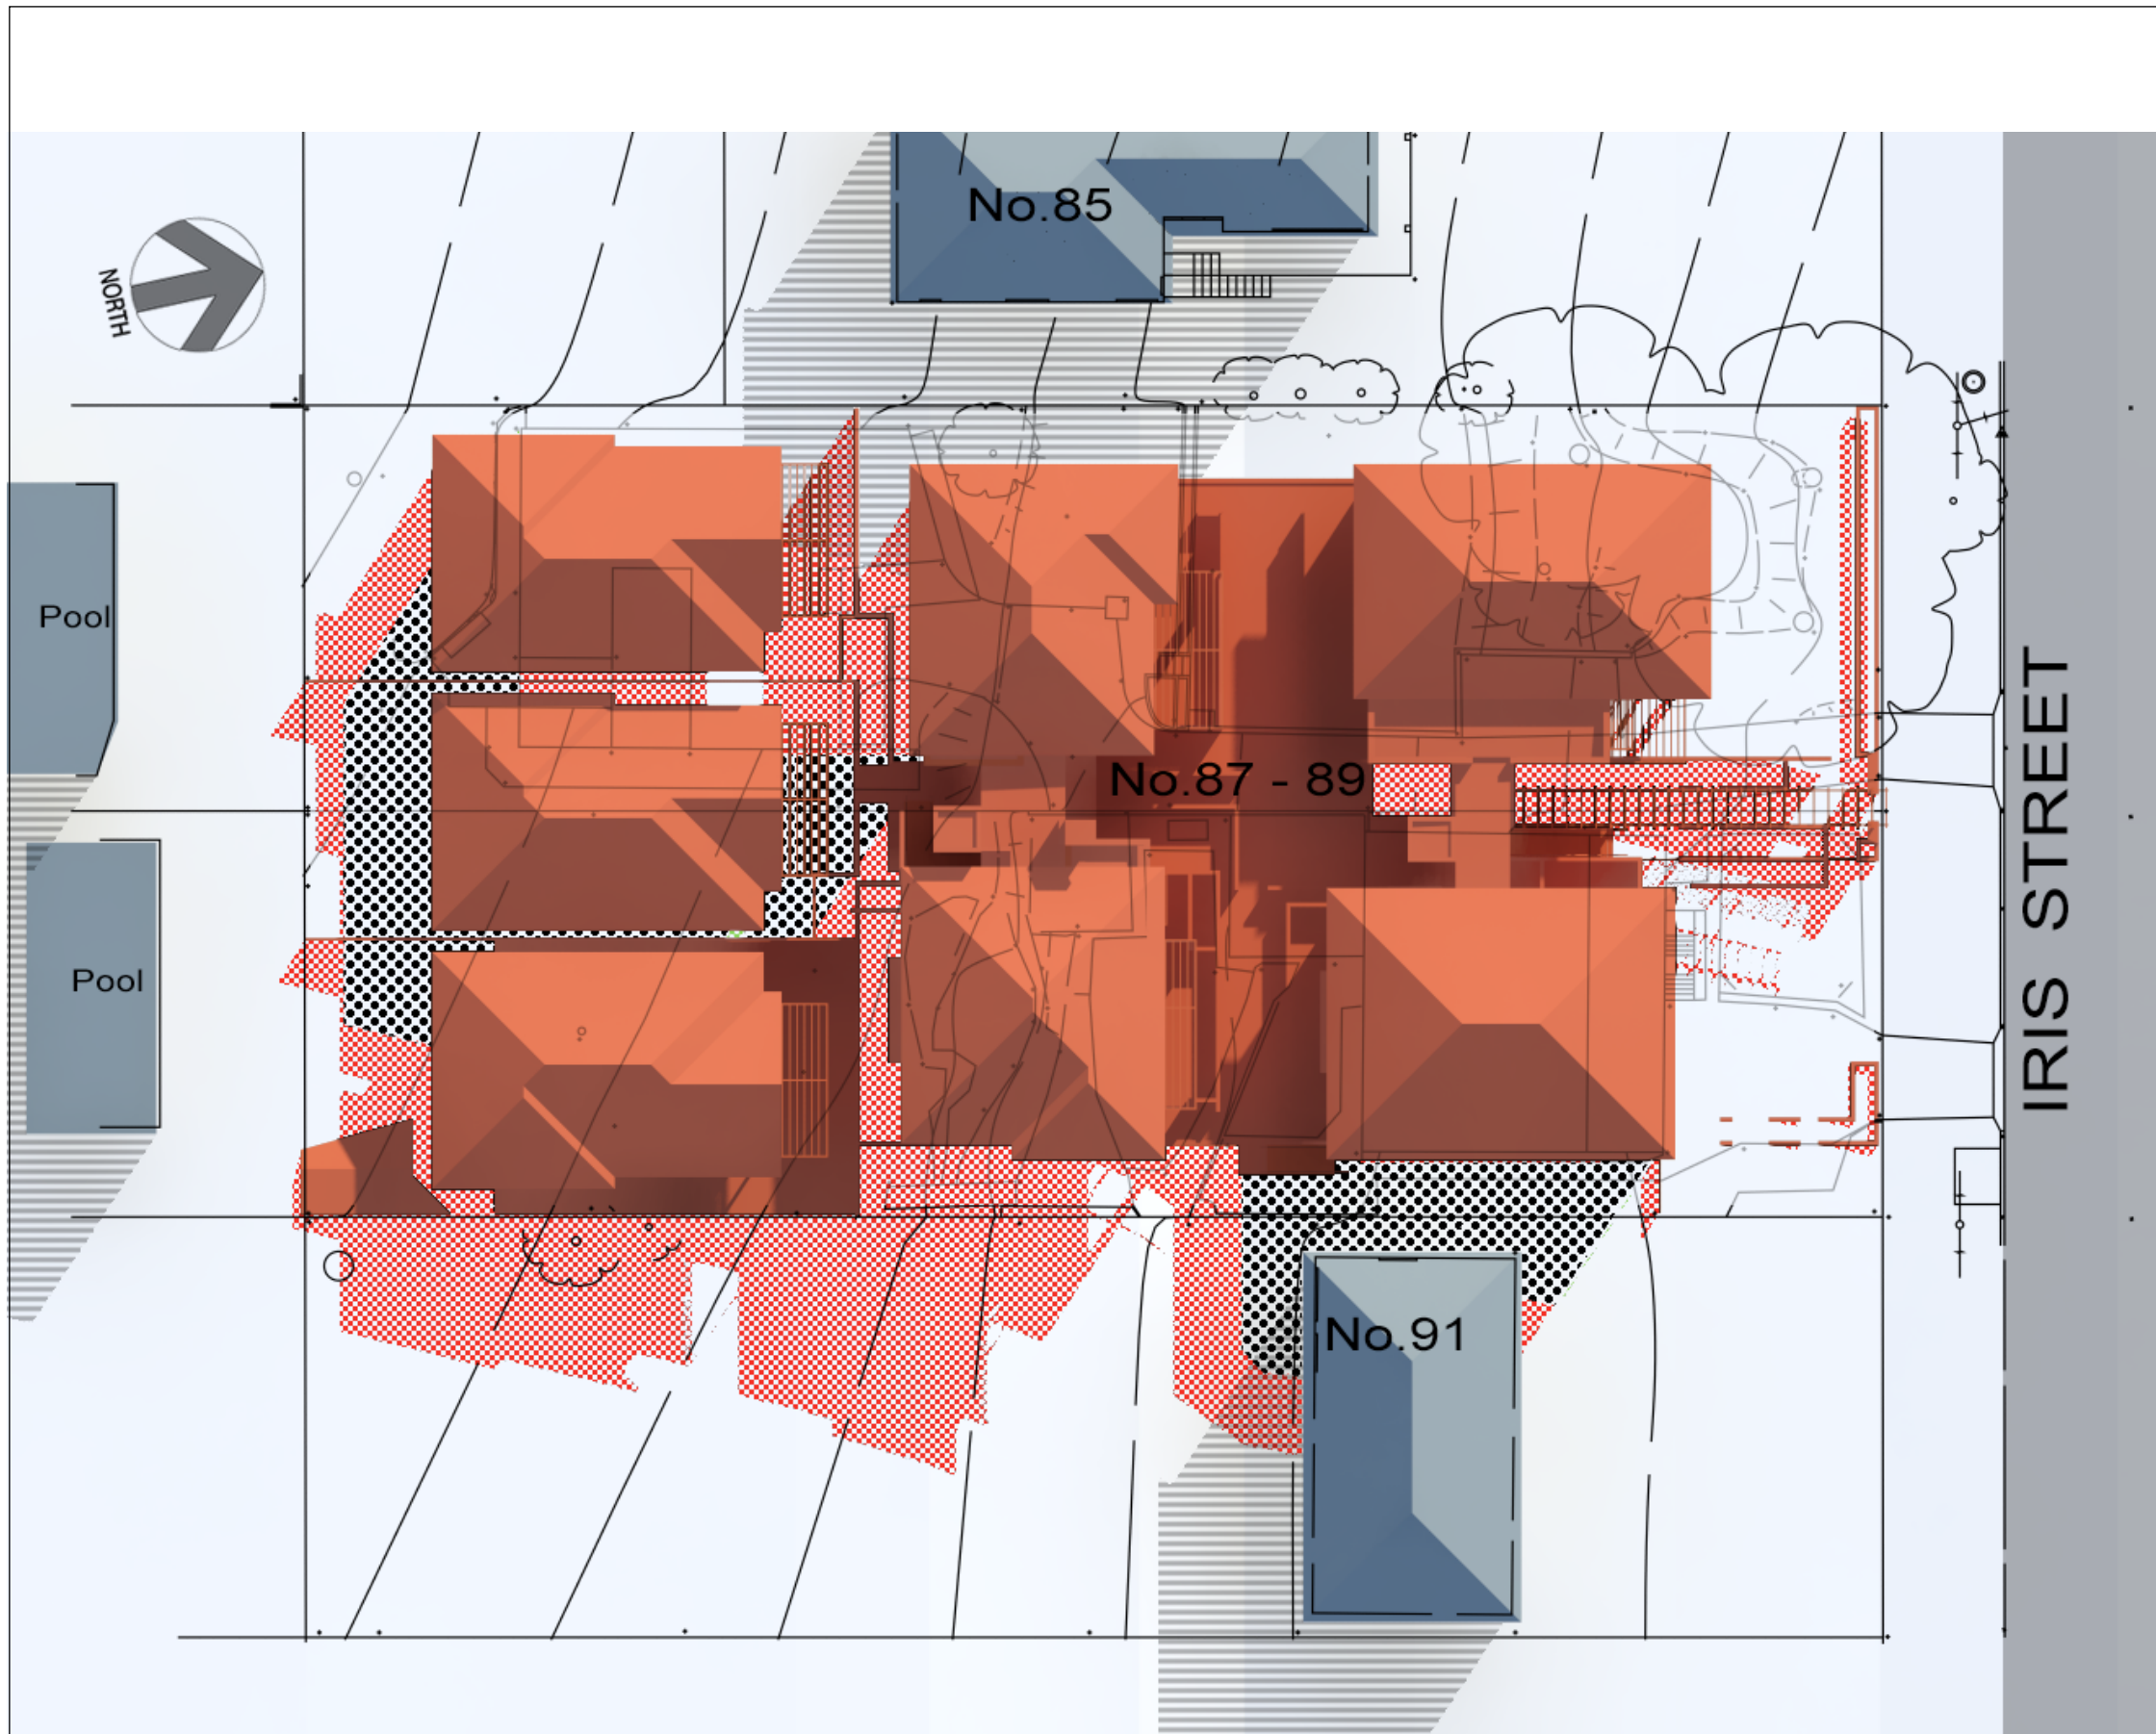 No.85
NORTH
Pool
No.87 - 89
Pool
No.91
IRIS STREET